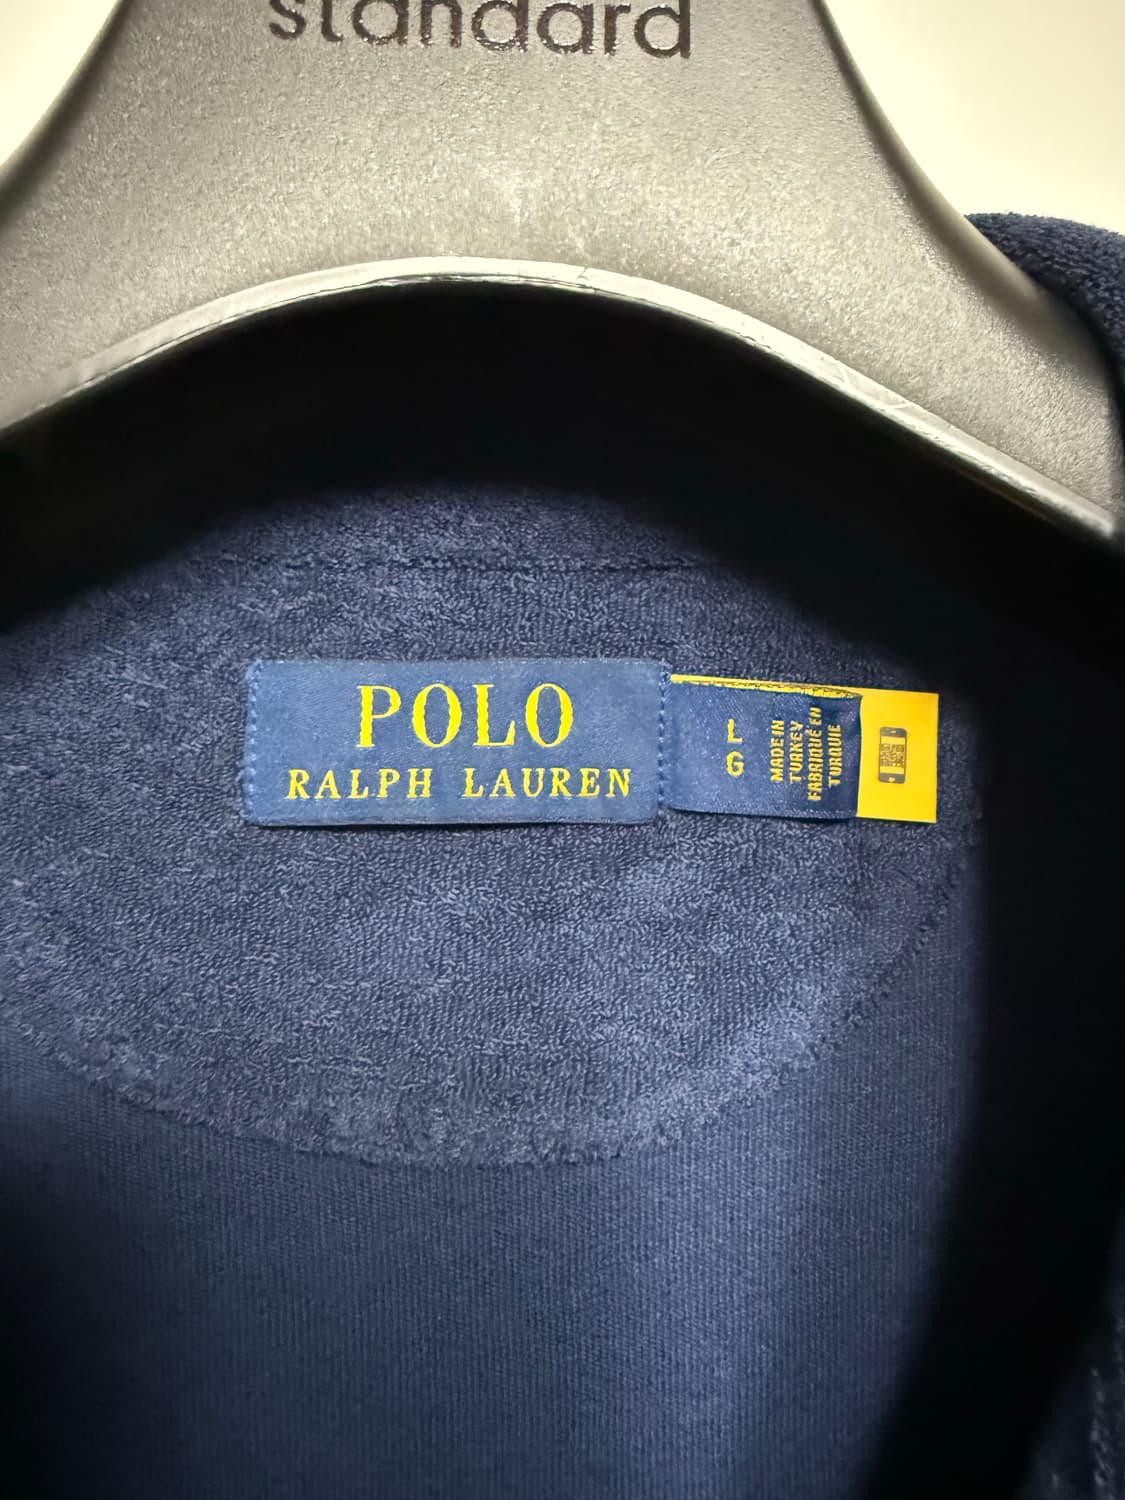 standard
POLO
RALPH LAUREN
L
G
MADE IN
TURKEY
FABRIQUÉ EN
TURQUIE